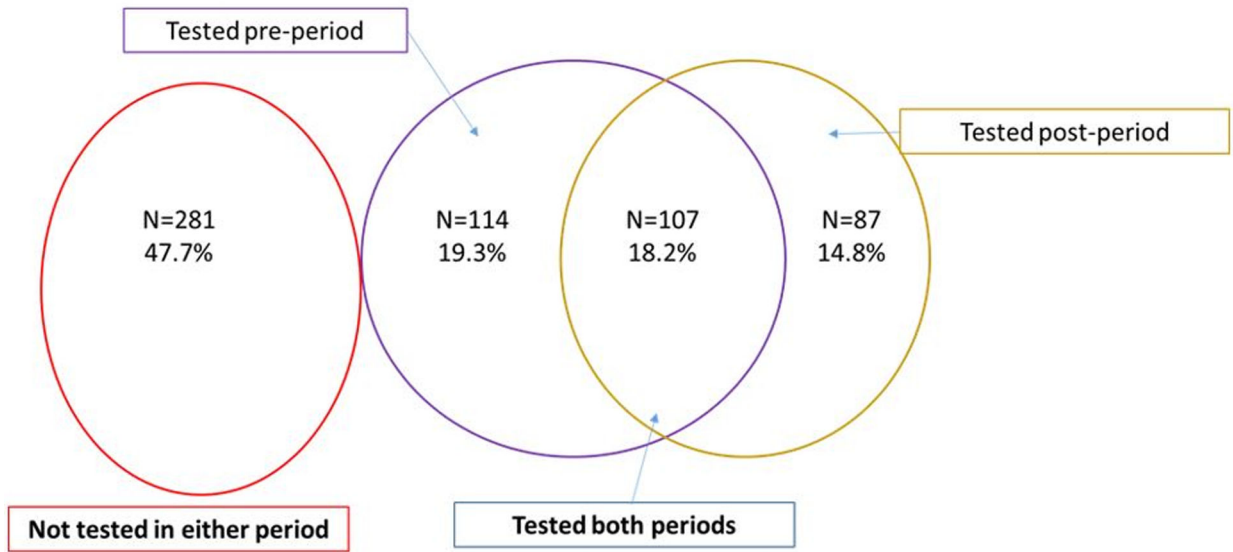 Tested pre-period
Tested post-period
N=281
47.7%
N=114
19.3%
N=107
18.2%
N=87
14.8%
Not tested in either period
Tested both periods